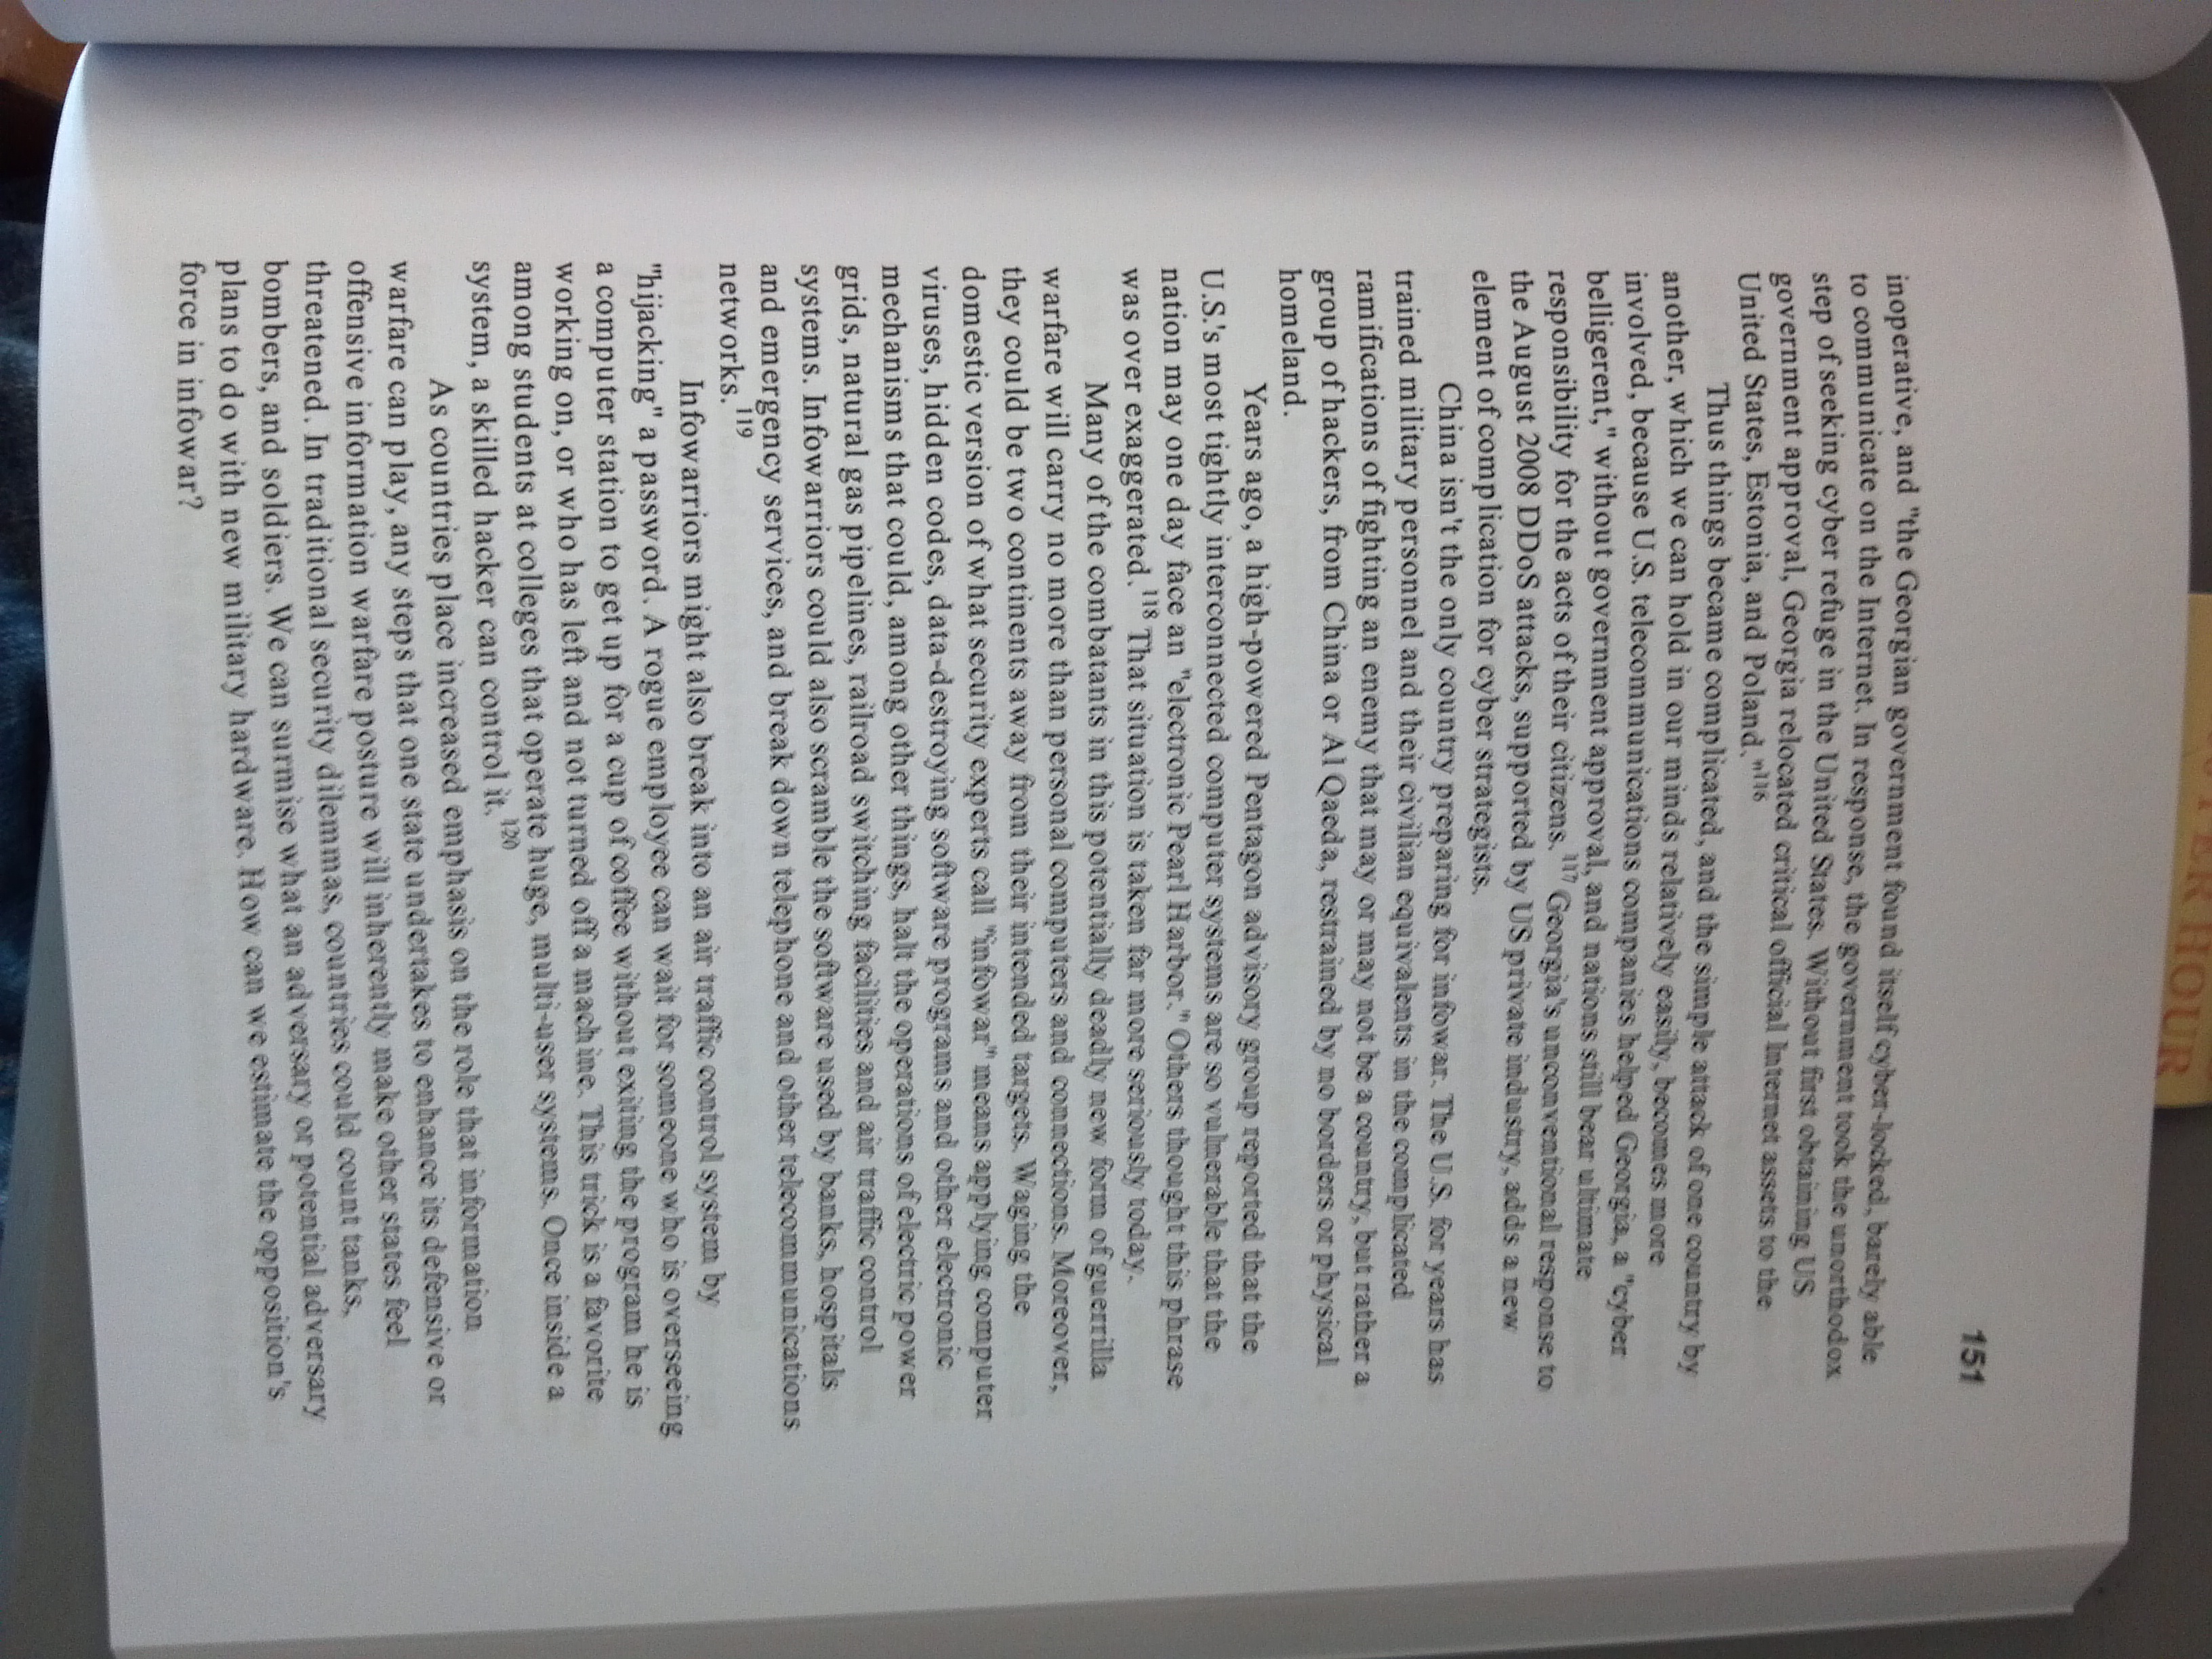 151
inoperative, and "the Georgian government found itself cyber-locked, barely able
to communicate on the Internet. In response, the government took the unorthodox
step of seeking cyber refuge in the United States. Without first obtaining US
government approval, Georgia relocated critical official Internet assets to the
United States, Estonia, and Poland."116
Thus things became complicated, and the simple attack of one country by
another, which we can hold in our minds relatively easily, becomes more
involved, because U.S. telecommunications companies helped Georgia, a "cyber
belligerent," without government approval, and nations still bear ultimate
responsibility for the acts of their citizens. 117 Georgia's unconventional response to
the August 2008 DDoS attacks, supported by US private industry, adds a new
element of complication for cyber strategists.
China isn't the only country preparing for infowar. The U.S. for years has
trained military personnel and their civilian equivalents in the complicated
ramifications of fighting an enemy that may or may not be a country, but rather a
group of hackers, from China or Al Qaeda, restrained by no borders or physical
homeland.
Years ago, a high-powered Pentagon advisory group reported that the
U.S.'s most tightly interconnected computer systems are so vulnerable that the
nation may one day face an "electronic Pearl Harbor." Others thought this phrase
was over exaggerated. 118 That situation is taken far more seriously today.
Many of the combatants in this potentially deadly new form of guerrilla
warfare will carry no more than personal computers and connections. Moreover,
they could be two continents away from their intended targets. Waging the
domestic version of what security experts call "infowar" means applying computer
viruses, hidden codes, data-destroying software programs and other electronic
mechanisms that could, among other things, halt the operations of electric power
grids, natural gas pipelines, railroad switching facilities and air traffic control
systems. Infowarriors could also scramble the software used by banks, hospitals
and emergency services, and break down telephone and other telecommunications
networks. 119
Infowarriors might also break into an air traffic control system by
"hijacking" a password. A rogue employee can wait for someone who is overseeing
a computer station to get up for a cup of coffee without exiting the program he is
working on, or who has left and not turned off a machine. This trick is a favorite
among students at colleges that operate huge, multi-user systems. Once inside a
system, a skilled hacker can control it. 120
As countries place increased emphasis on the role that information
warfare can play, any steps that one state undertakes to enhance its defensive or
offensive information warfare posture will inherently make other states feel
threatened. In traditional security dilemmas, countries could count tanks,
bombers, and soldiers. We can surmise what an adversary or potential adversary
plans to do with new military hardware. How can we estimate the opposition's
force in infowar?
HOUR